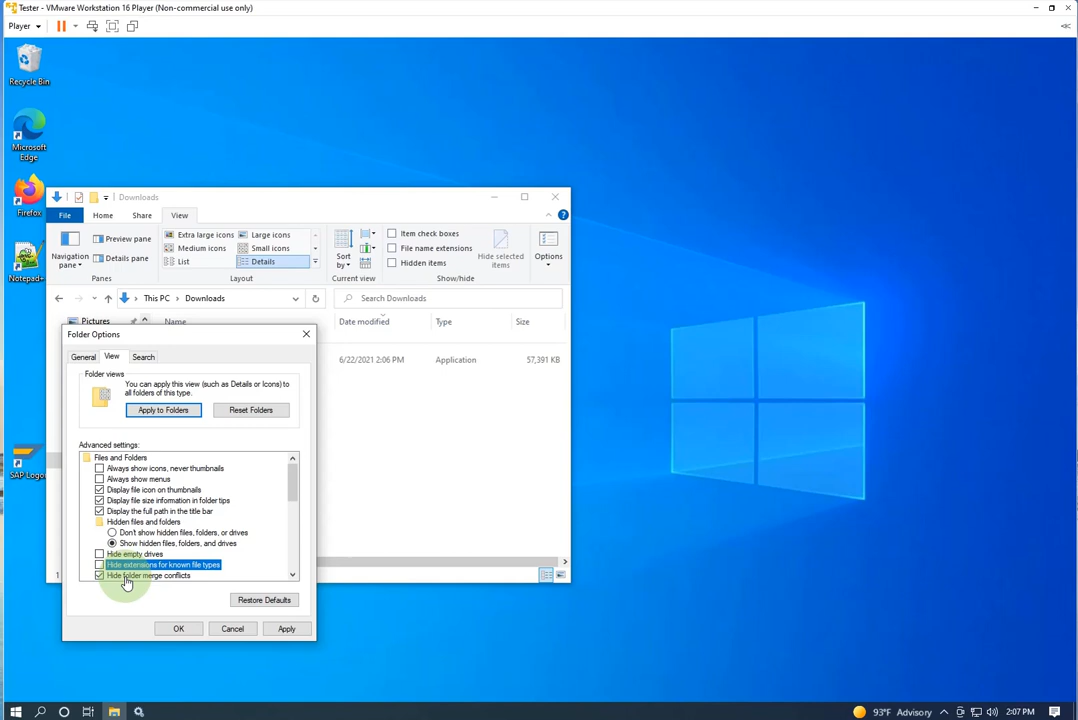 Tester - VMware Workstation 16 Player (Non-commercial use only)
Player
Recycle Bin
Microsoft Edge
Firefox
Notepad+
SAP Logo
Downloads
File Home Share View
Navigation pane
Preview pane
Details pane
Panes
Extra large icons Large icons
Medium icons Small icons
List Details
Layout
Sort by
Current view
Item check boxes
File name extensions
Hidden items
Hide selected items
Show/hide
Options
This PC Downloads
Search Downloads
Pictures
Name Date modified Type Size
6/22/2021 2:06 PM Application 57,391 KB
1
Folder Options
General View Search
Folder views
You can apply this view (such as Details or Icons) to
all folders of this type.
Apply to Folders Reset Folders
Advanced settings:
Files and Folders
Always show icons, never thumbnails
Always show menus
Display file icon on thumbnails
Display file size information in folder tips
Display the full path in the title bar
Hidden files and folders
Don't show hidden files, folders, or drives
Show hidden files, folders, and drives
Hide empty drives
Hide extensions for known file types
Hide folder merge conflicts
Restore Defaults
OK Cancel Apply
93°F Advisory 2:07 PM